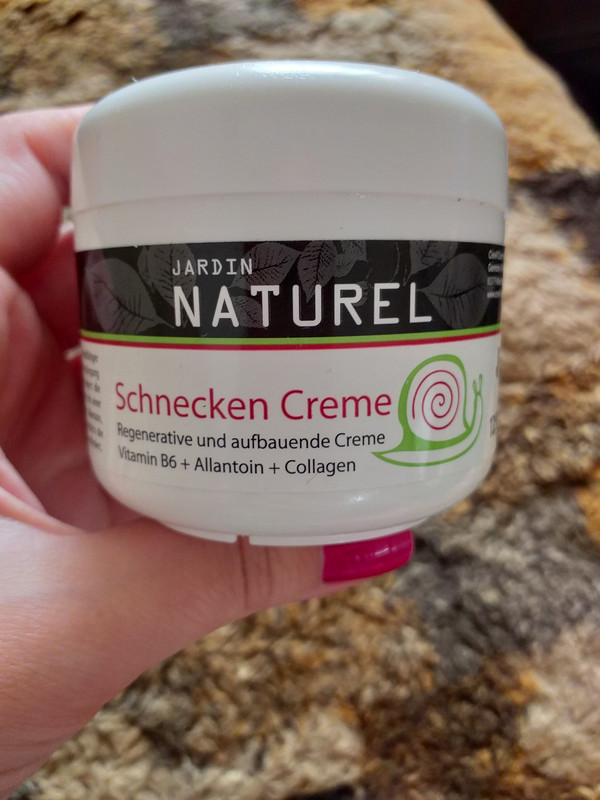 JARDIN
NATUREL
Schnecken Creme
Regenerative und aufbauende Creme
Vitamin B6 + Allantoin + Collagen